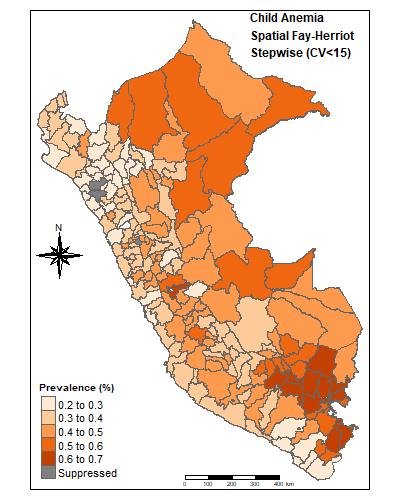 Child Anemia
Spatial Fay-Herriot
Stepwise (CV<15)
N
Prevalence (%)
0.2 to 0.3
0.3 to 0.4
0.4 to 0.5
0.5 to 0.6
0.6 to 0.7
Suppressed
0 100 200 300 400 km